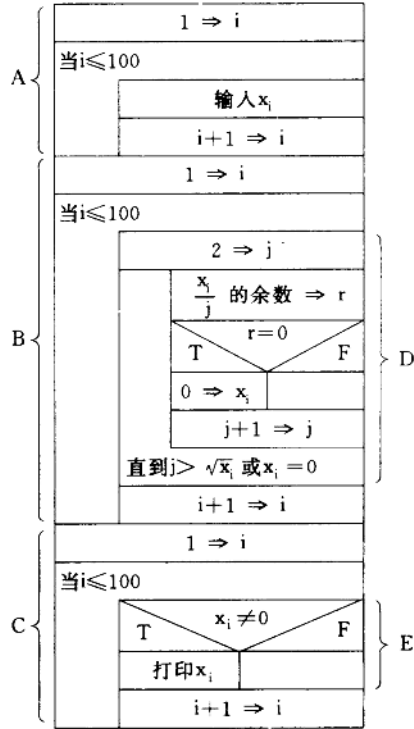 1 ⇒ i
当i≤100
A
输入xᵢ
i+1 ⇒ i
1 ⇒ i
当i≤100
2 ⇒ j
xᵢ/j 的余数 ⇒ r
r=0
B
T
F
D
0 ⇒ xᵢ
j+1 ⇒ j
直到j> √xᵢ 或xᵢ =0
i+1 ⇒ i
1 ⇒ i
当i≤100
C
xᵢ≠0
T
F
E
打印xᵢ
i+1 ⇒ i